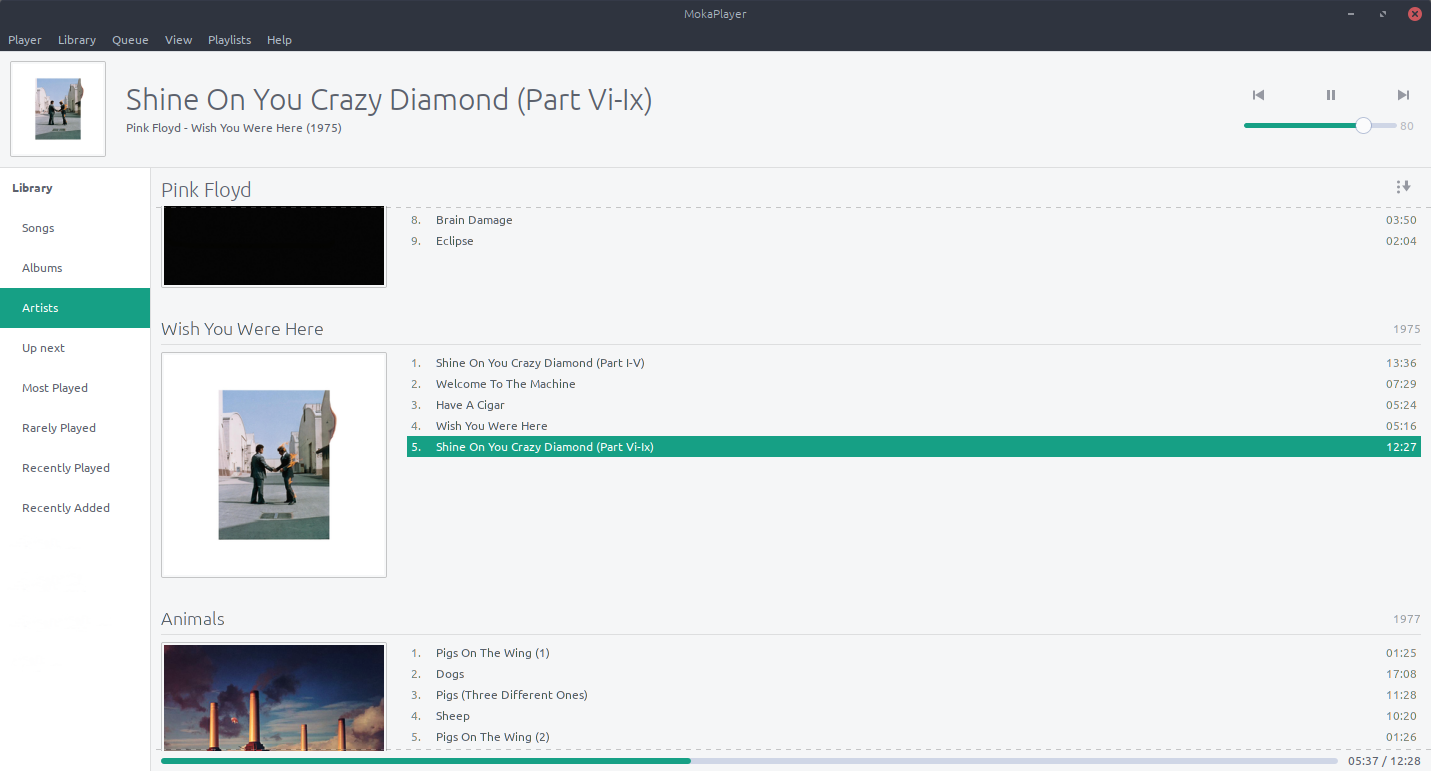 MokaPlayer
Player Library Queue View Playlists Help
Shine On You Crazy Diamond (Part Vi-Ix)
Pink Floyd - Wish You Were Here (1975)
80
Library
Songs
Albums
Artists
Up next
Most Played
Rarely Played
Recently Played
Recently Added
Pink Floyd
8. Brain Damage 03:50
9. Eclipse 02:04
Wish You Were Here 1975
1. Shine On You Crazy Diamond (Part I-V) 13:36
2. Welcome To The Machine 07:29
3. Have A Cigar 05:24
4. Wish You Were Here 05:16
5. Shine On You Crazy Diamond (Part Vi-Ix) 12:27
Animals 1977
1. Pigs On The Wing (1) 01:25
2. Dogs 17:08
3. Pigs (Three Different Ones) 11:28
4. Sheep 10:20
5. Pigs On The Wing (2) 01:26
05:37 / 12:28